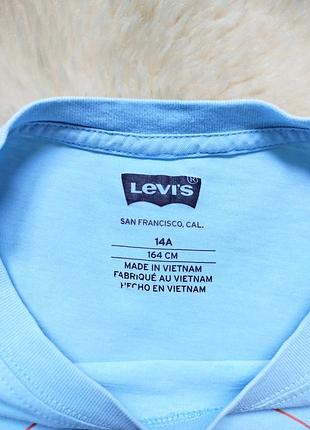 Levi's®
SAN FRANCISCO, CAL.
14A
164 CM
MADE IN VIETNAM
FABRIQUÉ AU VIETNAM
HECHO EN VIETNAM